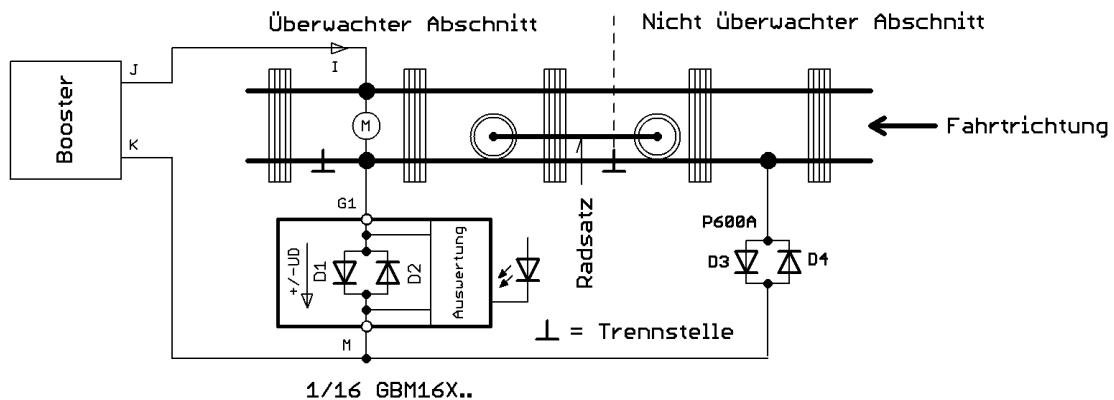 Überwachter Abschnitt
Nicht überwachter Abschnitt
J
I
Booster
K
M
Fahrtrichtung
G1
Radsatz
P600A
+/-UD
D1
D2
Auswertung
D3
D4
M
⊥ = Trennstelle
1/16 GBM16X..